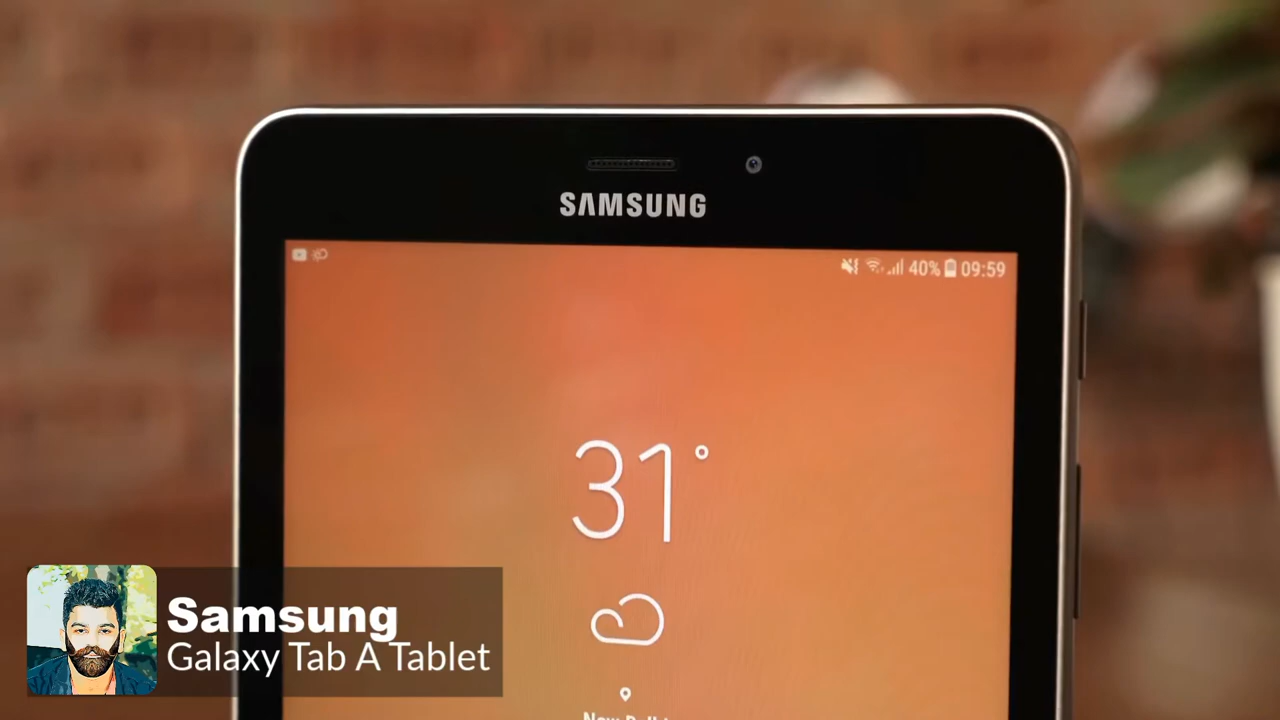 SAMSUNG
40% 09:59
31°
Samsung
Galaxy Tab A Tablet